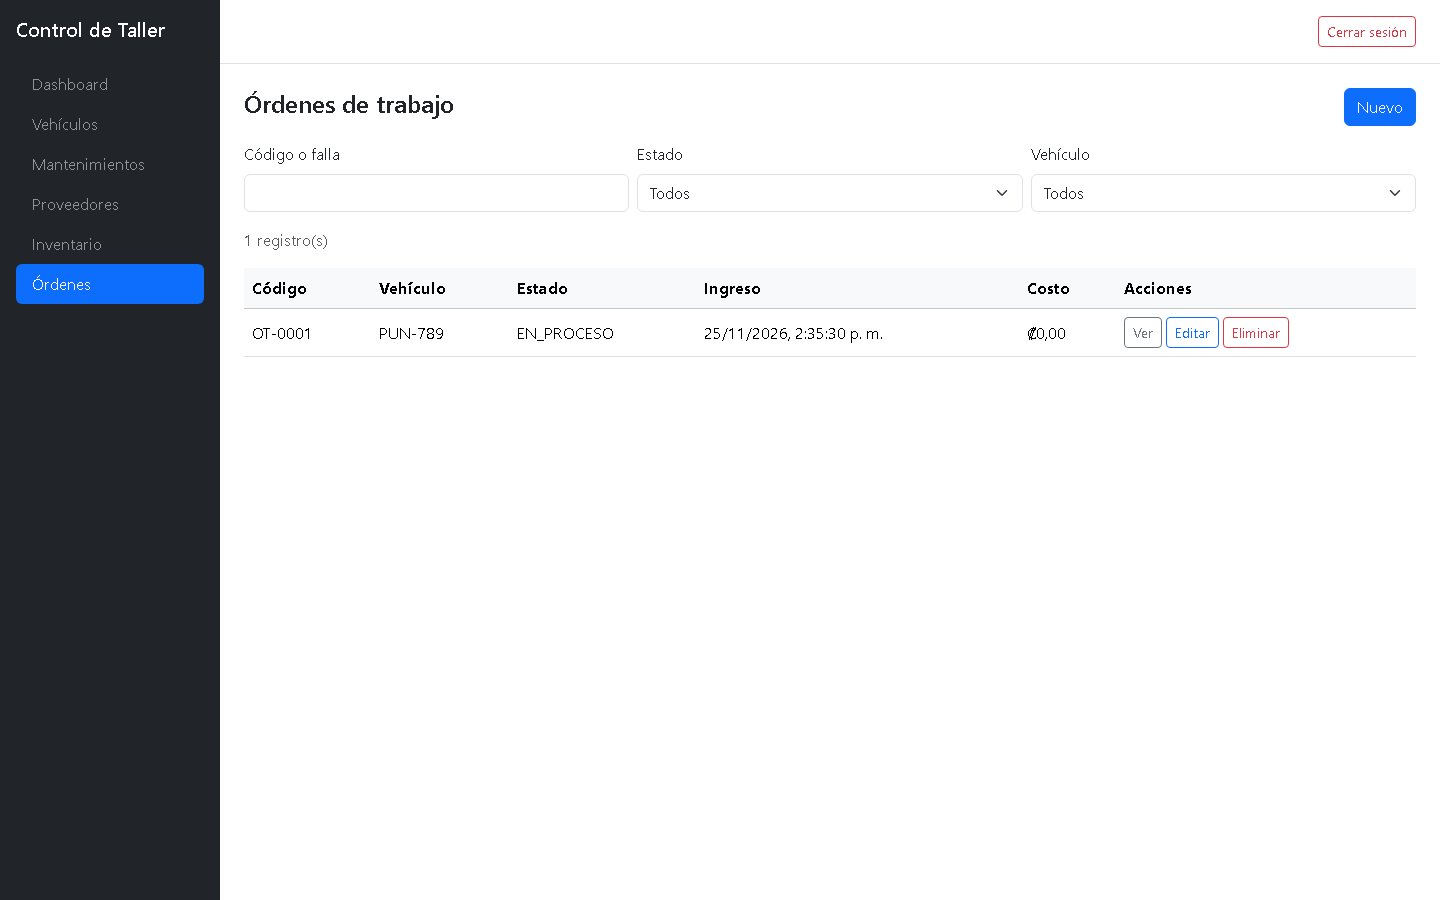 Control de Taller
Cerrar sesión
Dashboard
Vehículos
Mantenimientos
Proveedores
Inventario
Órdenes
Órdenes de trabajo
Nuevo
Código o falla
Estado
Vehículo
Todos
Todos
1 registro(s)
Código Vehículo Estado Ingreso Costo Acciones
OT-0001 PUN-789 EN_PROCESO 25/11/2026, 2:35:30 p. m. ₡0,00 Ver Editar Eliminar